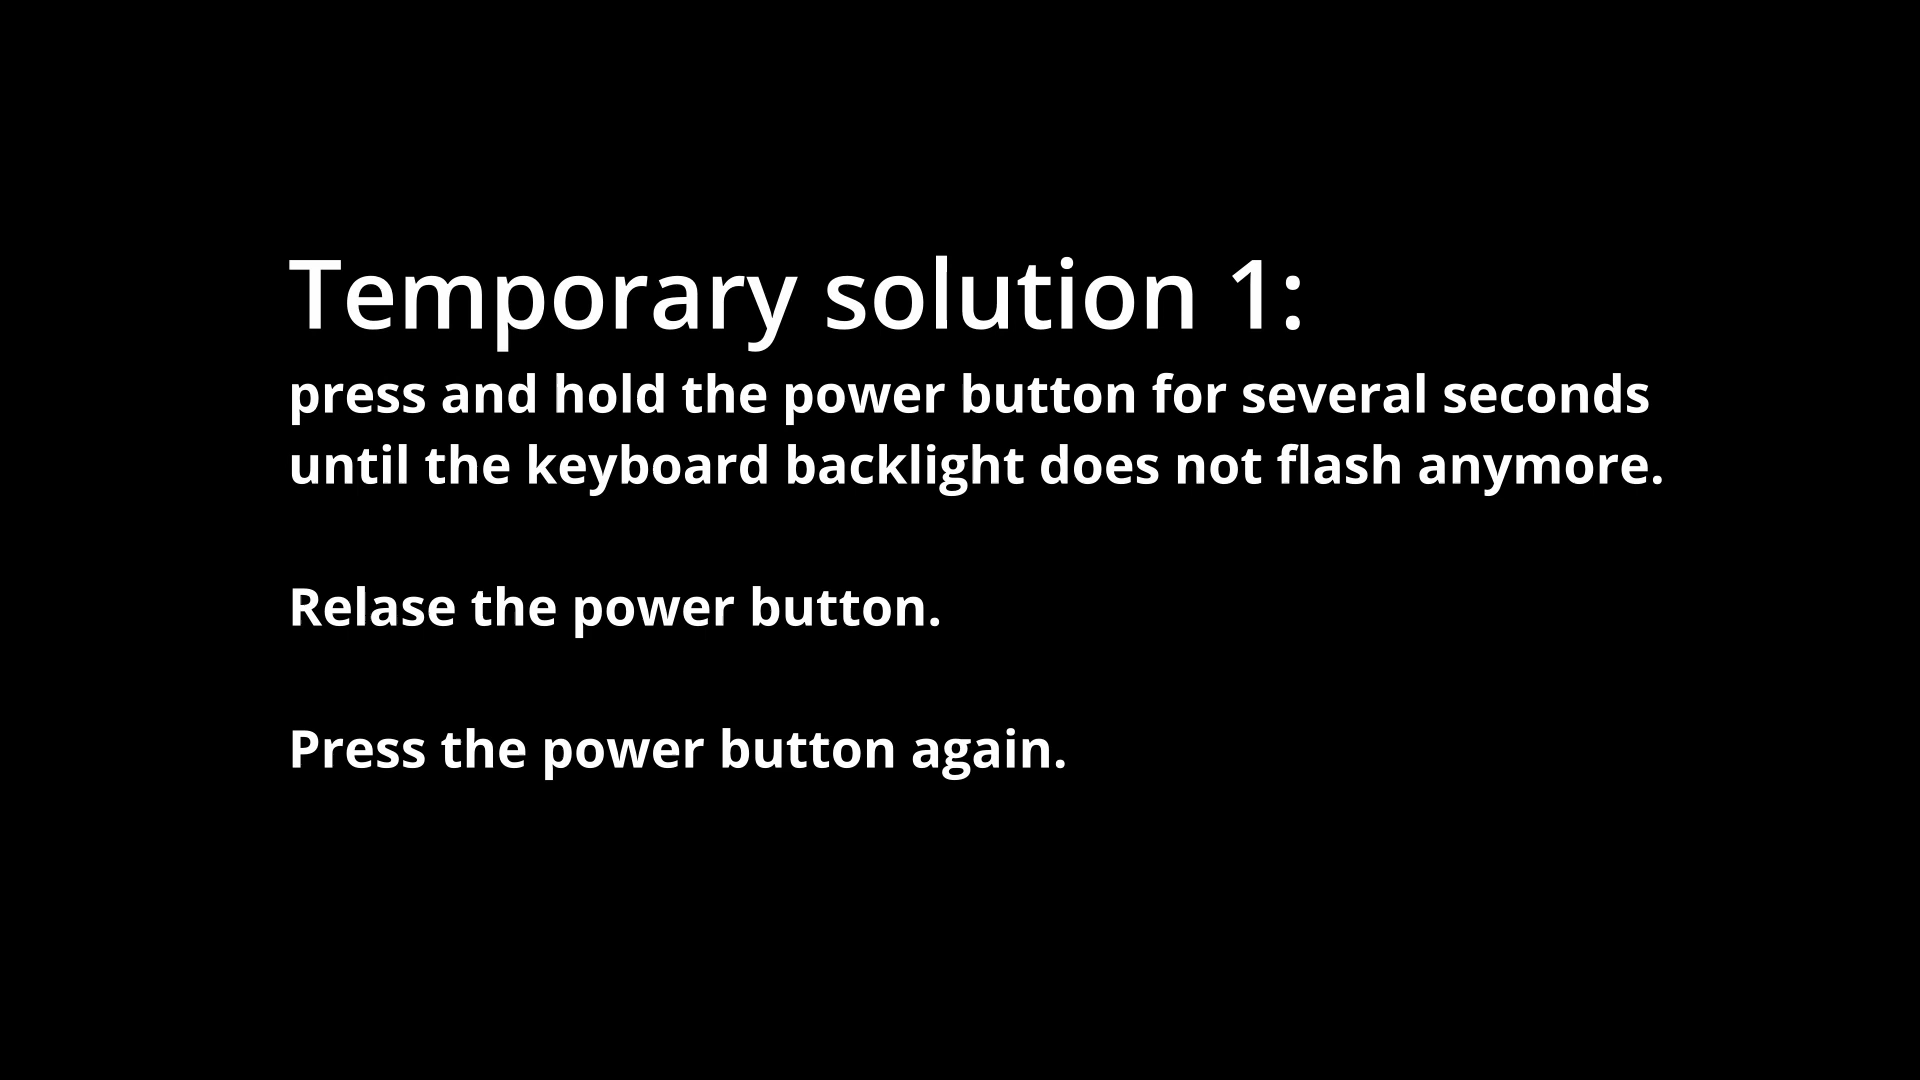 Temporary solution 1:
press and hold the power button for several seconds
until the keyboard backlight does not flash anymore.
Relase the power button.
Press the power button again.